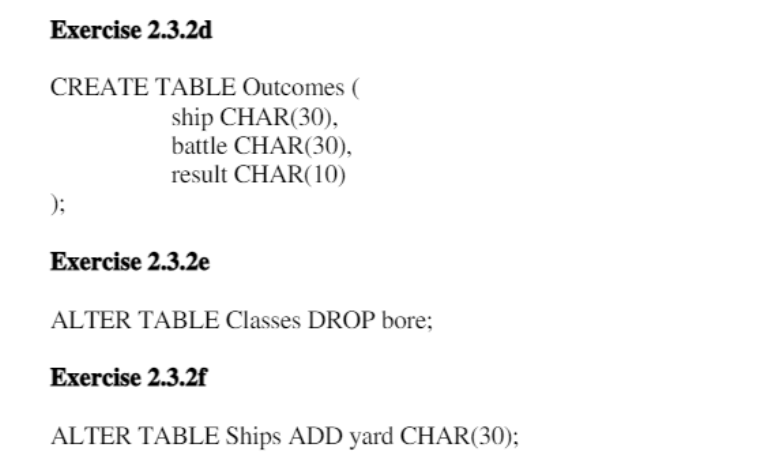 Exercise 2.3.2d
CREATE TABLE Outcomes (
ship CHAR(30),
battle CHAR(30),
result CHAR(10)
);
Exercise 2.3.2e
ALTER TABLE Classes DROP bore;
Exercise 2.3.2f
ALTER TABLE Ships ADD yard CHAR(30);